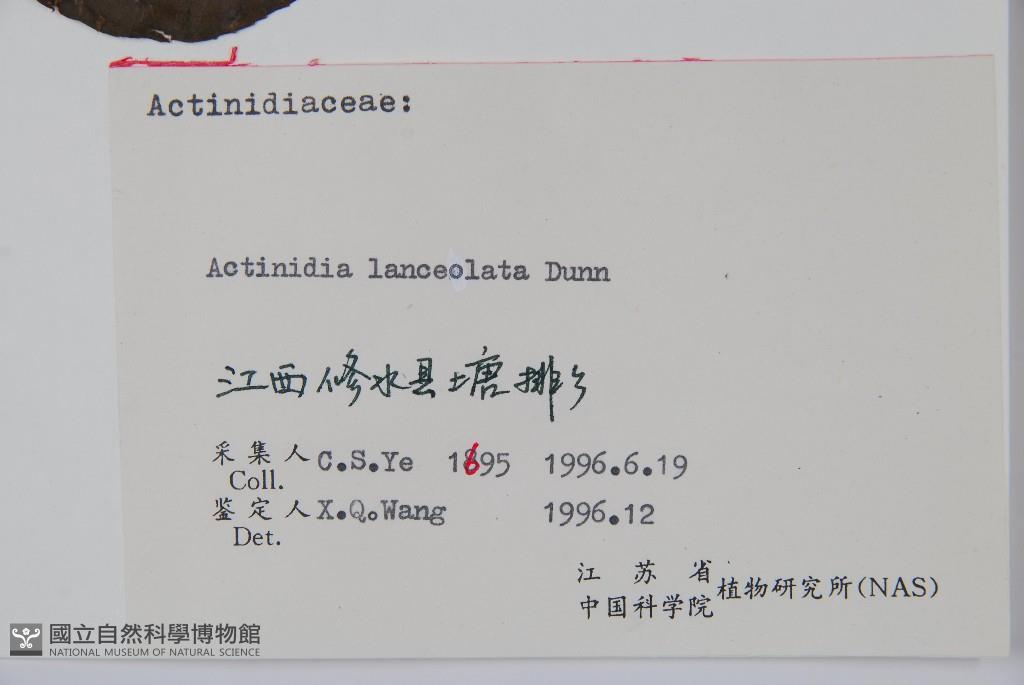 Actinidiaceae:
Actinidia lanceolata Dunn
江西修水县塘排乡
采集人 C.S.Ye 1695 1996.6.19
Coll.
鉴定人 X.Q.Wang 1996.12
Det.
江苏省
中国科学院 植物研究所(NAS)
國立自然科學博物館
NATIONAL MUSEUM OF NATURAL SCIENCE